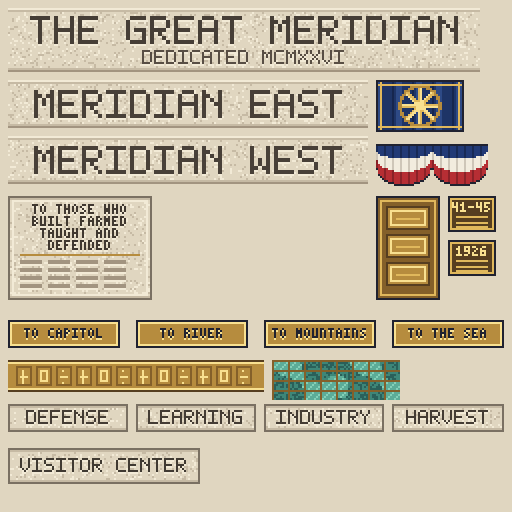 THE GREAT MERIDIAN
DEDICATED MCMXXVI
MERIDIAN EAST
MERIDIAN WEST
TO THOSE WHO
BUILT FARMED
TAUGHT AND
DEFENDED
41-45
1926
TO CAPITOL
TO RIVER
TO MOUNTAINS
TO THE SEA
DEFENSE
LEARNING
INDUSTRY
HARVEST
VISITOR CENTER